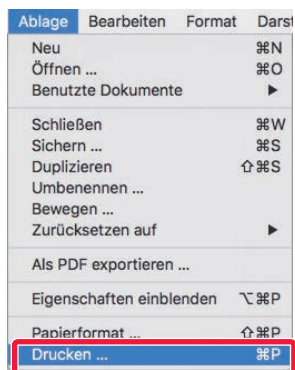 Ablage Bearbeiten Format Darst
Neu ⌘N
Öffnen ... ⌘O
Benutzte Dokumente ▶
Schließen ⌘W
Sichern ... ⌘S
Duplizieren ⇧⌘S
Umbenennen ...
Bewegen ...
Zurücksetzen auf ▶
Als PDF exportieren ...
Eigenschaften einblenden ⌥⌘P
Papierformat ... ⇧⌘P
Drucken ... ⌘P